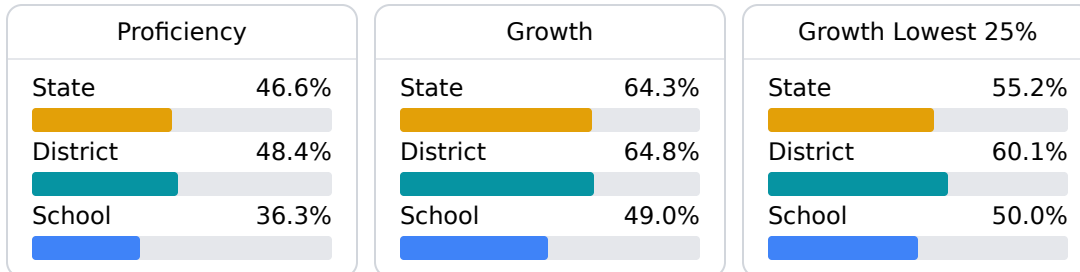 Proficiency
State 46.6%
District 48.4%
School 36.3%
Growth
State 64.3%
District 64.8%
School 49.0%
Growth Lowest 25%
State 55.2%
District 60.1%
School 50.0%